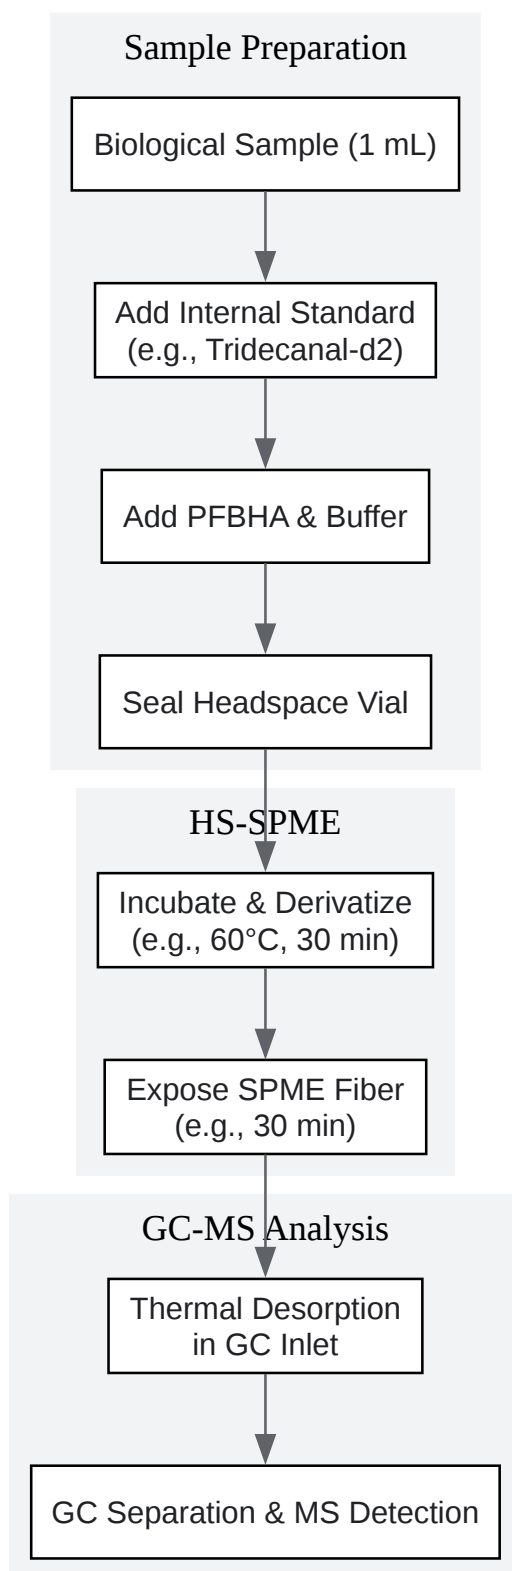 Sample Preparation
Biological Sample (1 mL)
Add Internal Standard
(e.g., Tridecanal-d2)
Add PFBHA & Buffer
Seal Headspace Vial
HS-SPME
Incubate & Derivatize
(e.g., 60°C, 30 min)
Expose SPME Fiber
(e.g., 30 min)
GC-MS Analysis
Thermal Desorption
in GC Inlet
GC Separation & MS Detection